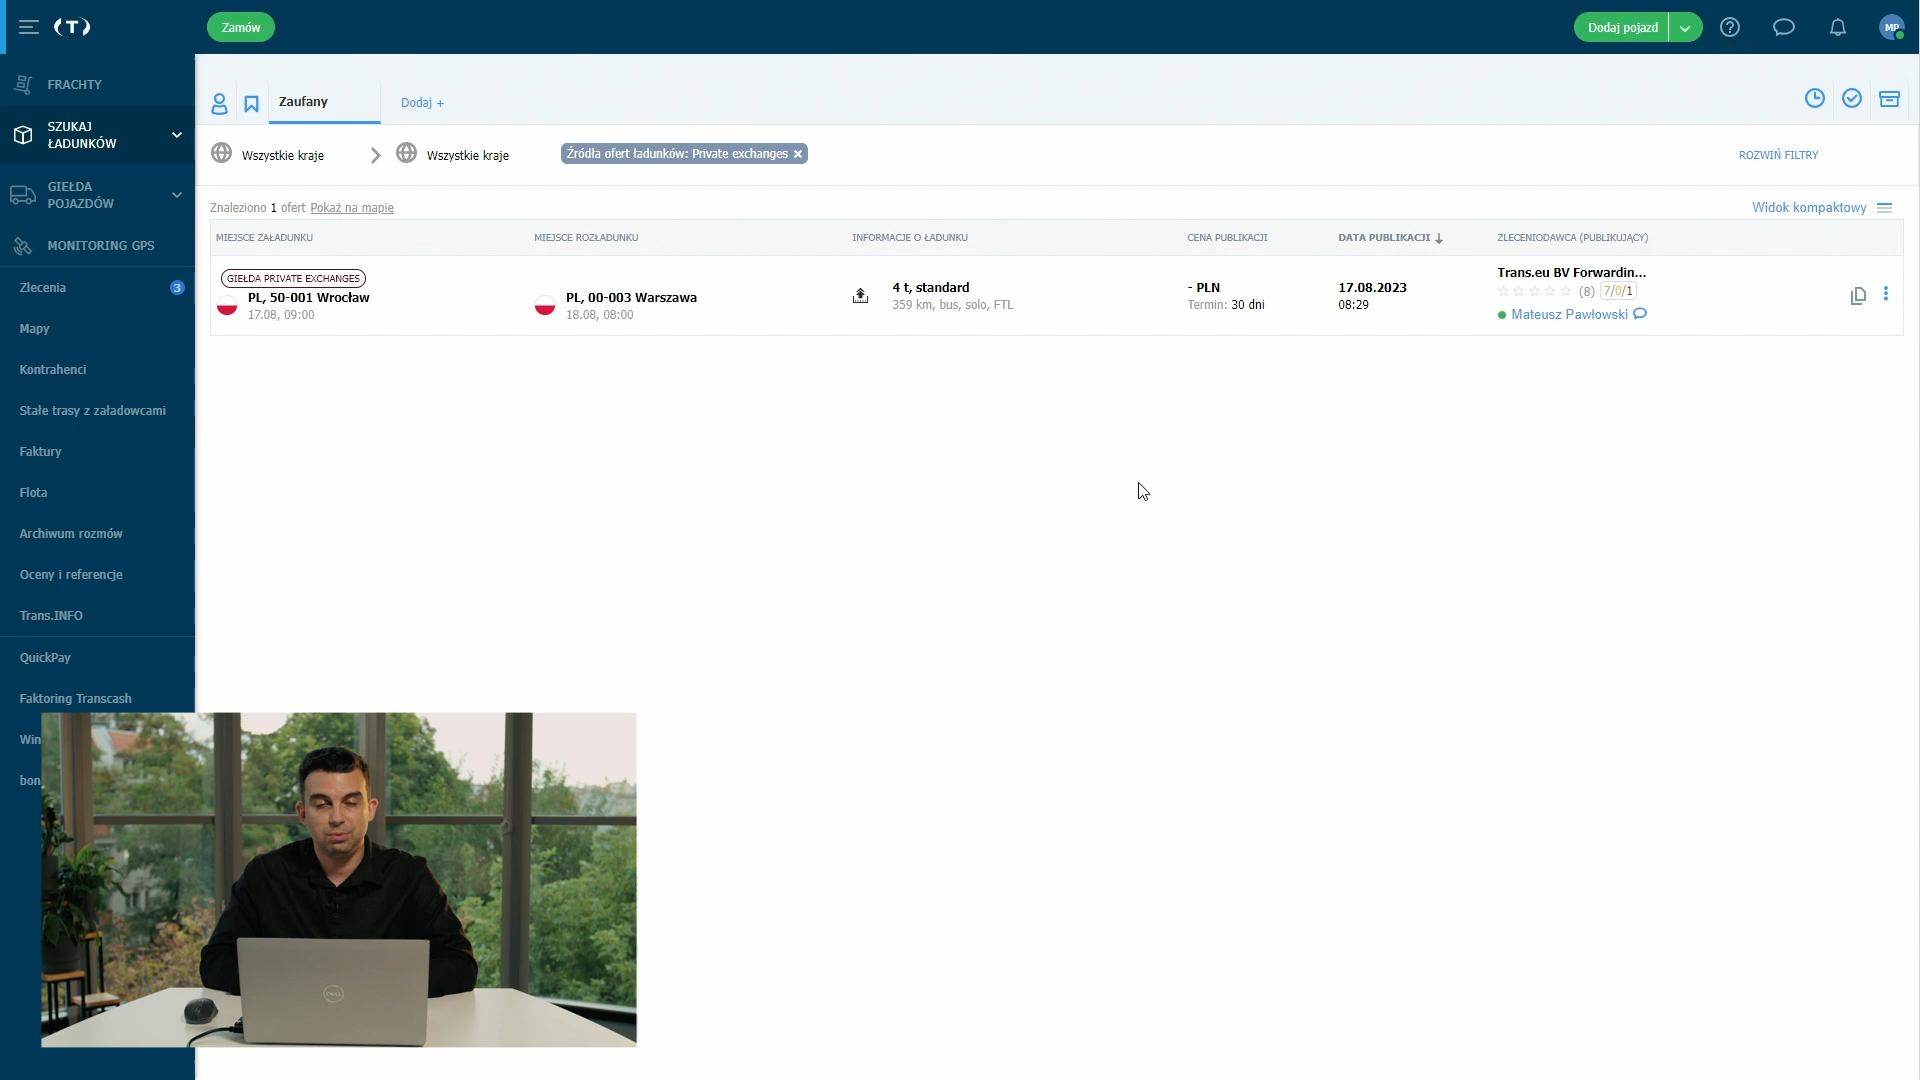 (T)
Zamów
Dodaj pojazd
MP
FRACHTY
SZUKAJ
ŁADUNKÓW
GIEŁDA
POJAZDÓW
MONITORING GPS
Zlecenia
3
Mapy
Kontrahenci
Stałe trasy z załadowcami
Faktury
Flota
Archiwum rozmów
Oceny i referencje
Trans.INFO
QuickPay
Faktoring Transcash
Win
bon
Zaufany
Dodaj +
Wszystkie kraje
Wszystkie kraje
Źródła ofert ładunków: Private exchanges ×
ROZWIŃ FILTRY
Znaleziono 1 ofert Pokaż na mapie
Widok kompaktowy
MIEJSCE ZAŁADUNKU
MIEJSCE ROZŁADUNKU
INFORMACJE O ŁADUNKU
CENA PUBLIKACJI
DATA PUBLIKACJI
ZLECENIODAWCA (PUBLIKUJĄCY)
GIEŁDA PRIVATE EXCHANGES
PL, 50-001 Wrocław
17.08, 09:00
PL, 00-003 Warszawa
18.08, 08:00
4 t, standard
359 km, bus, solo, FTL
- PLN
Termin: 30 dni
17.08.2023
08:29
Trans.eu BV Forwardin...
(8) 7/0/1
Mateusz Pawłowski
DELL